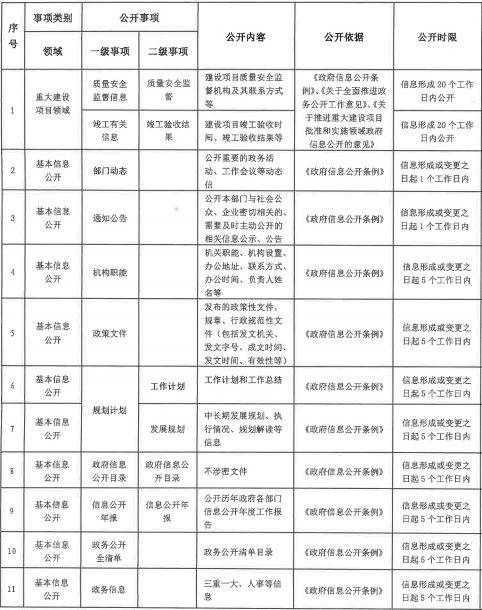 序号
事项类别
公开事项
公开内容
公开依据
公开时限
领域
一级事项
二级事项
1
重大建设
项目领域
质量安全
监督信息
质量安全监
督
建设项目质量安全监
督机构及其联系方式
等
《政府信息公开条
例》、《关于全面推进政
务公开工作意见》、《关
于推进重大建设项目
批准和实施领域政府
信息公开的意见》
信息形成20个工作
日内公开
竣工有关
信息
竣工验收结
果
建设项目竣工验收时
间、竣工验收结果等
信息形成20个工作
日内公开
2
基本信息
公开
部门动态
公开重要的政务活
动、工作会议等动态
信
《政府信息公开条例》
信息形成或变更之
日起1个工作日内
3
基本信息
公开
通知公告
公开本部门与社会公
众、企业密切相关的、
需要及时主动公开的
相关信息公示、公告
《政府信息公开条例》
信息形成或变更之
日起1个工作日内
4
基本信息
公开
机构职能
机关职能、机构设置、
办公地址、联系方式、
办公时间、负责人姓
名等
《政府信息公开条例》
信息形成或变更之
日起5个工作日内
5
基本信息
公开
政策文件
发布的政策性文件、
规章、行政规范性文
件（包括发文机关、
发文字号、成文时间、
发文时间、有效性等）
《政府信息公开条例》
信息形成或变更之
日起5个工作日内
6
基本信息
公开
规划计划
工作计划
工作计划和工作总结
《政府信息公开条例》
信息形成或变更之
日起5个工作日内
7
基本信息
公开
发展规划
中长期发展规划、执
行情况、规划解读等
信息
《政府信息公开条例》
信息形成或变更之
日起5个工作日内
8
基本信息
公开
政府信息
公开目录
政府信息公
开目录
不涉密文件
《政府信息公开条例》
信息形成或变更之
日起5个工作日内
9
基本信息
公开
信息公开
年报
信息公开年
报
公开历年政府各部门
信息公开年度工作报
告
《政府信息公开条例》
信息形成或变更之
日起5个工作日内
10
基本信息
公开
政务公开
全清单
政务公开清单目录
《政府信息公开条例》
信息形成或变更之
日起5个工作日内
11
基本信息
公开
政务信息
三重一大、人事等信
息
《政府信息公开条例》
信息形成或变更之
日起5个工作日内